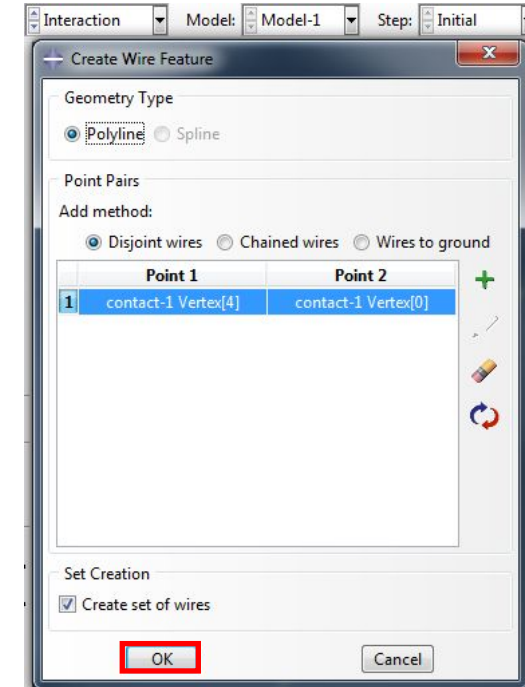 Interaction Model: Model-1 Step: Initial
Create Wire Feature
Geometry Type
Polyline Spline
Point Pairs
Add method:
Disjoint wires Chained wires Wires to ground
Point 1 Point 2
1 contact-1 Vertex[4] contact-1 Vertex[0]
Set Creation
Create set of wires
OK Cancel